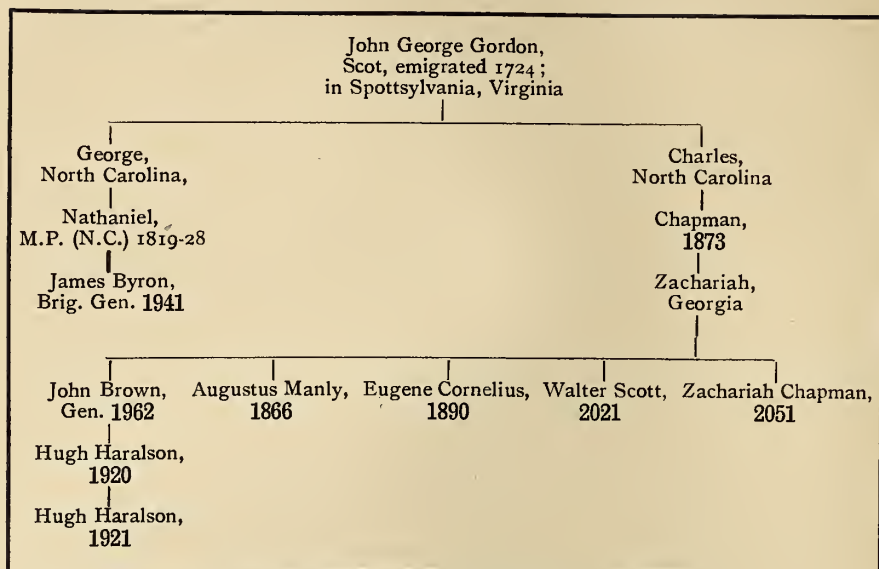 John George Gordon,
Scot, emigrated 1724;
in Spottsylvania, Virginia
George,
North Carolina,
Charles,
North Carolina
Nathaniel,
M.P. (N.C.) 1819-28
Chapman,
1873
James Byron,
Brig. Gen. 1941
Zachariah,
Georgia
John Brown,
Gen. 1962
Augustus Manly,
1866
Eugene Cornelius,
1890
Walter Scott,
2021
Zachariah Chapman,
2051
Hugh Haralson,
1920
Hugh Haralson,
1921